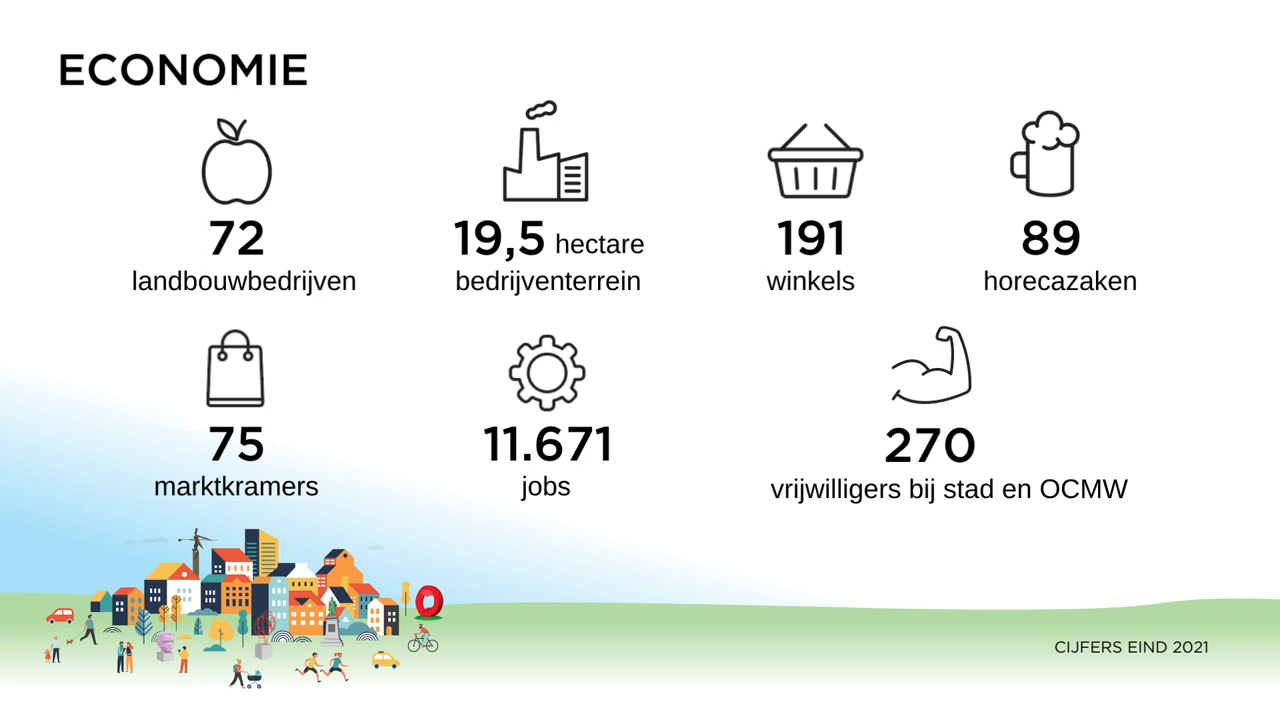 ECONOMIE
72
landbouwbedrijven
19,5 hectare
bedrijventerrein
191
winkels
89
horecazaken
75
marktkramers
11.671
jobs
270
vrijwilligers bij stad en OCMW
CIJFERS EIND 2021